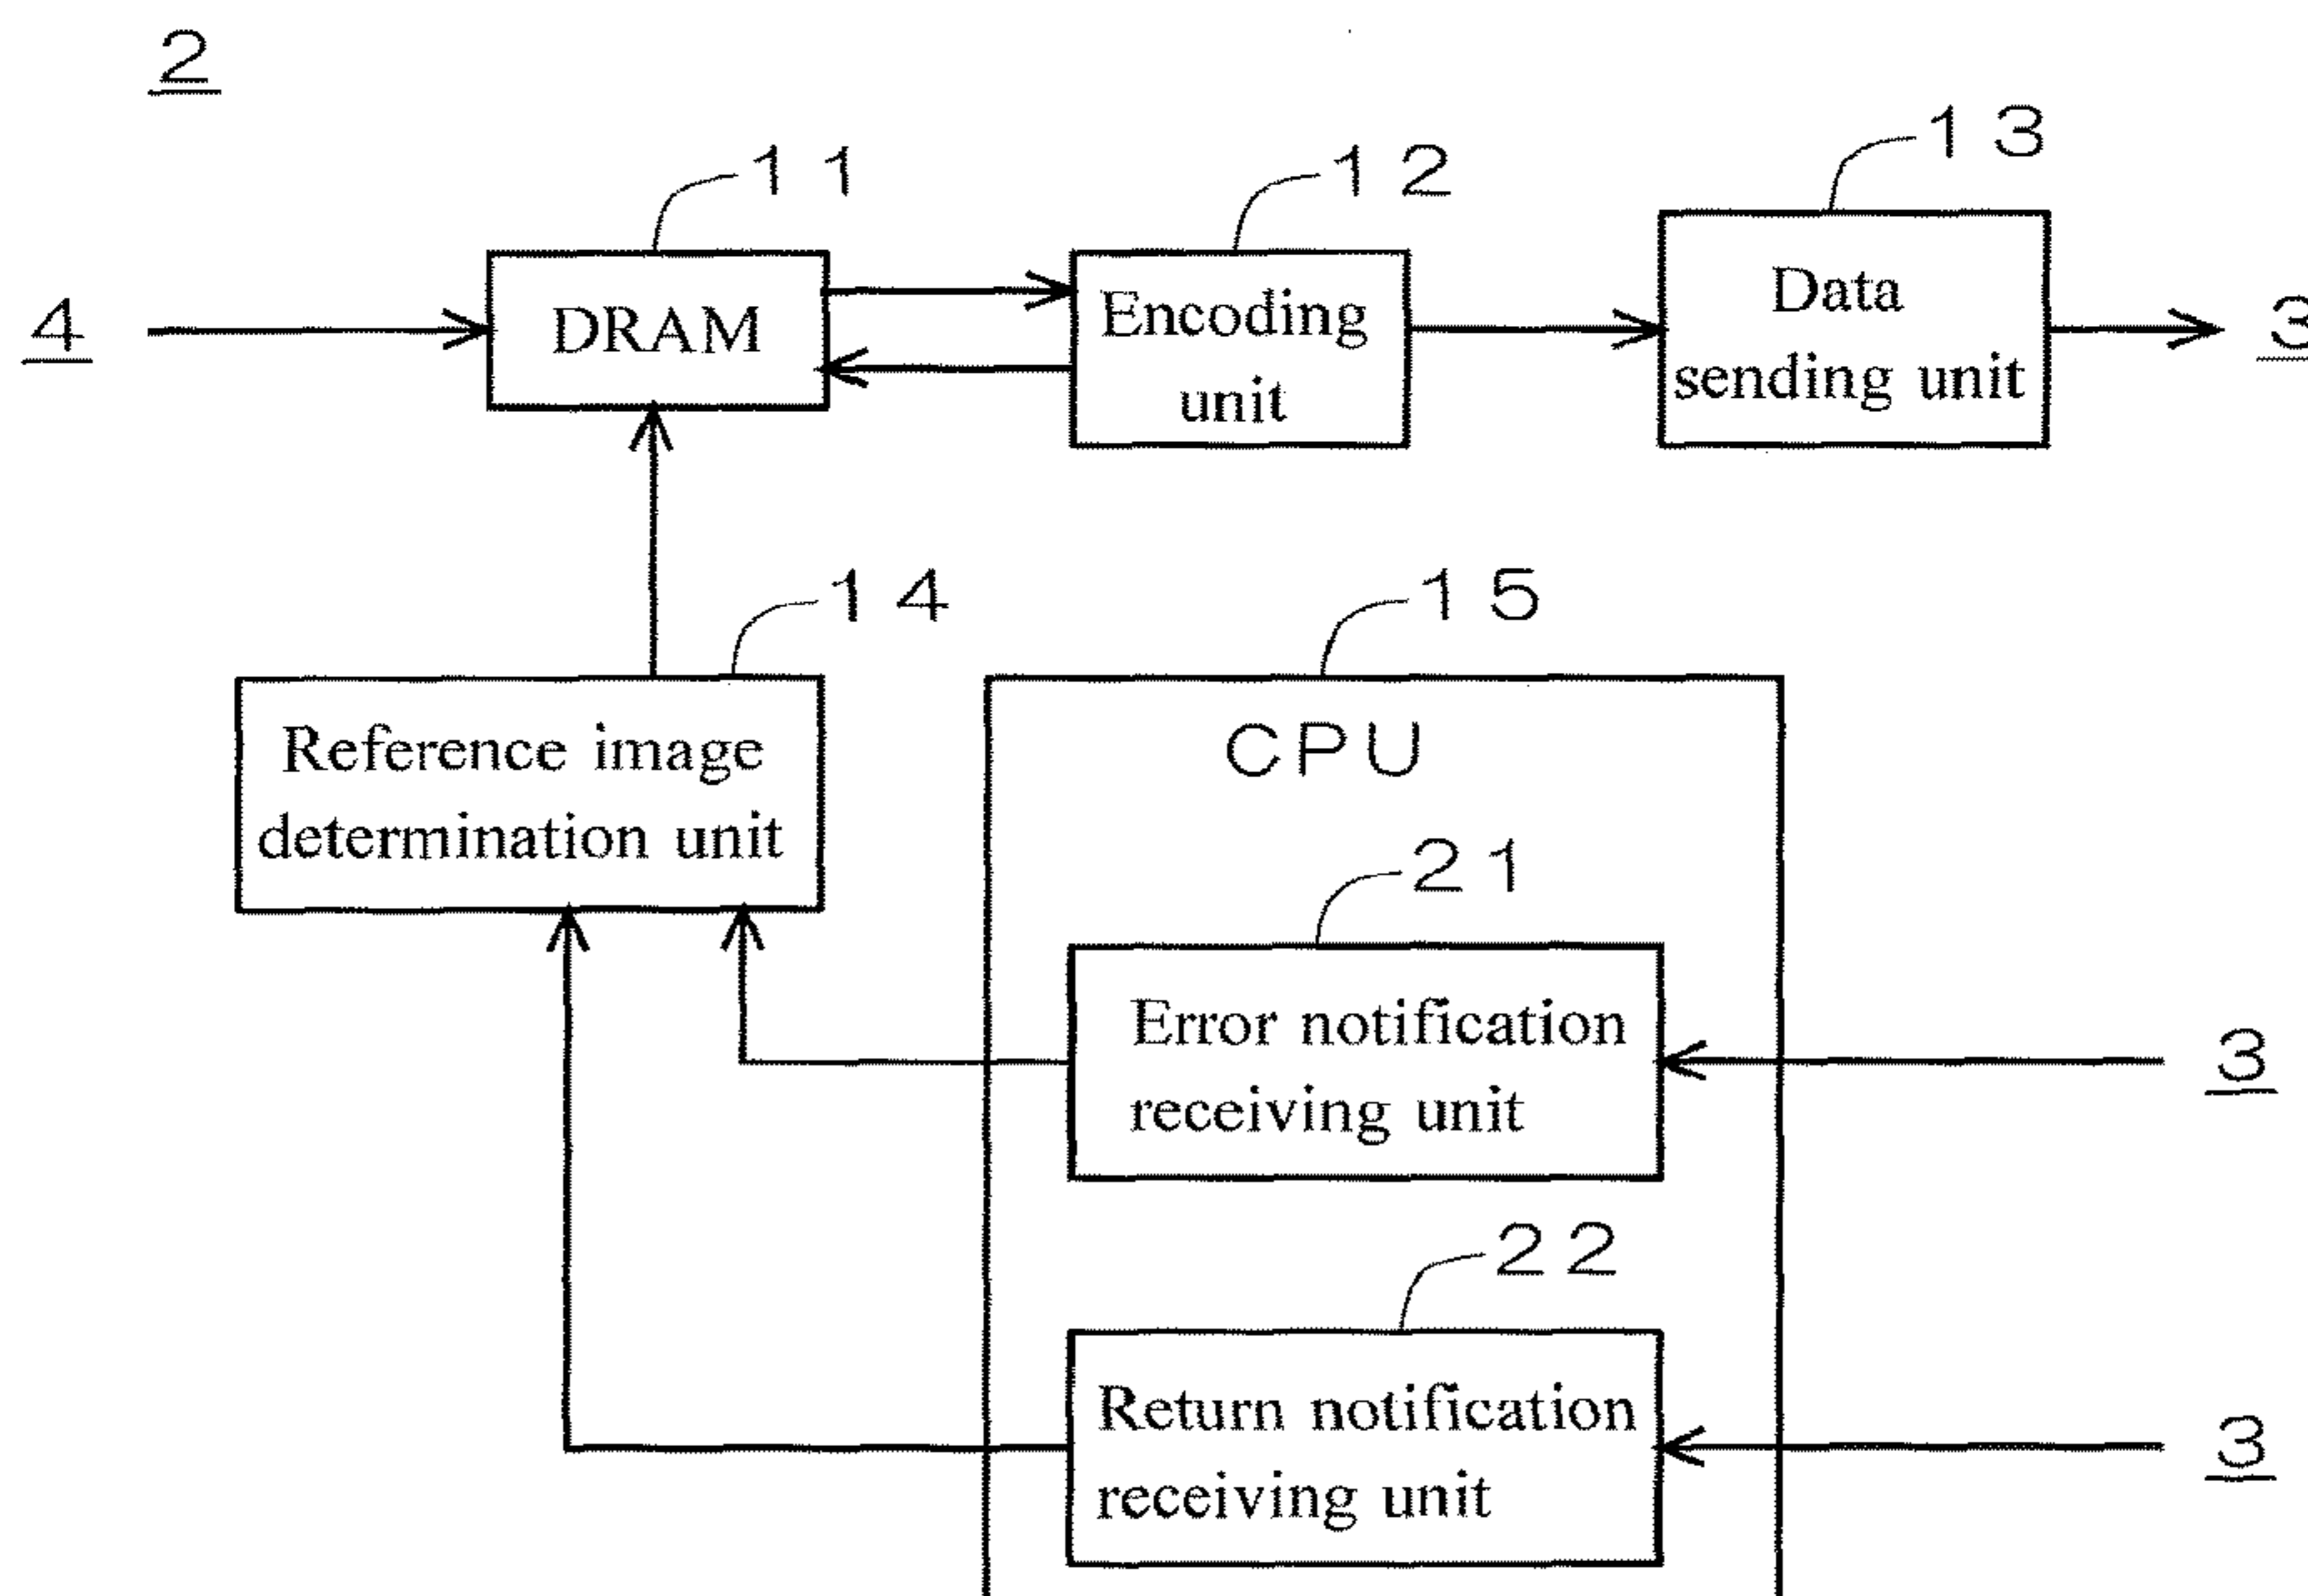 2
11
12
13
4
DRAM
Encoding
unit
Data
sending unit
3
14
15
Reference image
determination unit
CPU
21
Error notification
receiving unit
3
22
Return notification
receiving unit
3